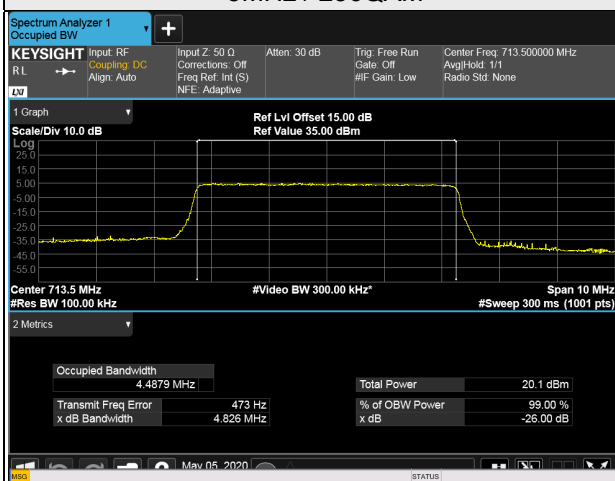 Spectrum Analyzer 1
Occupied BW
+
KEYSIGHT Input: RF Input Z: 50 Ω Atten: 30 dB Trig: Free Run Center Freq: 713.500000 MHz
RL Coupling: DC Corrections: Off Gate: Off Avg|Hold: 1/1
Align: Auto Freq Ref: Int (S) #IF Gain: Low Radio Std: None
LXI NFE: Adaptive
1 Graph
Ref Lvl Offset 15.00 dB
Scale/Div 10.0 dB Ref Value 35.00 dBm
Log
25.0
15.0
5.00
-5.00
-15.0
-25.0
-35.0
-45.0
-55.0
Center 713.5 MHz #Video BW 300.00 kHz* Span 10 MHz
#Res BW 100.00 kHz #Sweep 300 ms (1001 pts)
2 Metrics
Occupied Bandwidth
4.4879 MHz Total Power 20.1 dBm
Transmit Freq Error 473 Hz % of OBW Power 99.00 %
x dB Bandwidth 4.826 MHz x dB -26.00 dB
May 05, 2020
MSG STATUS